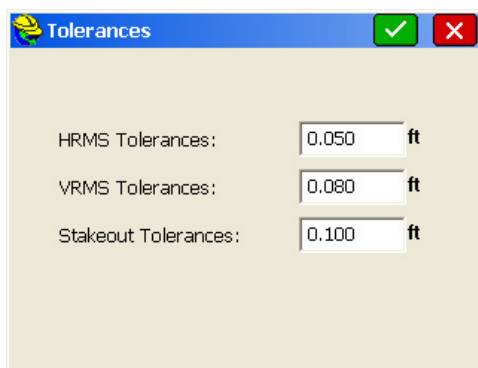 Tolerances
HRMS Tolerances: 0.050 ft
VRMS Tolerances: 0.080 ft
Stakeout Tolerances: 0.100 ft